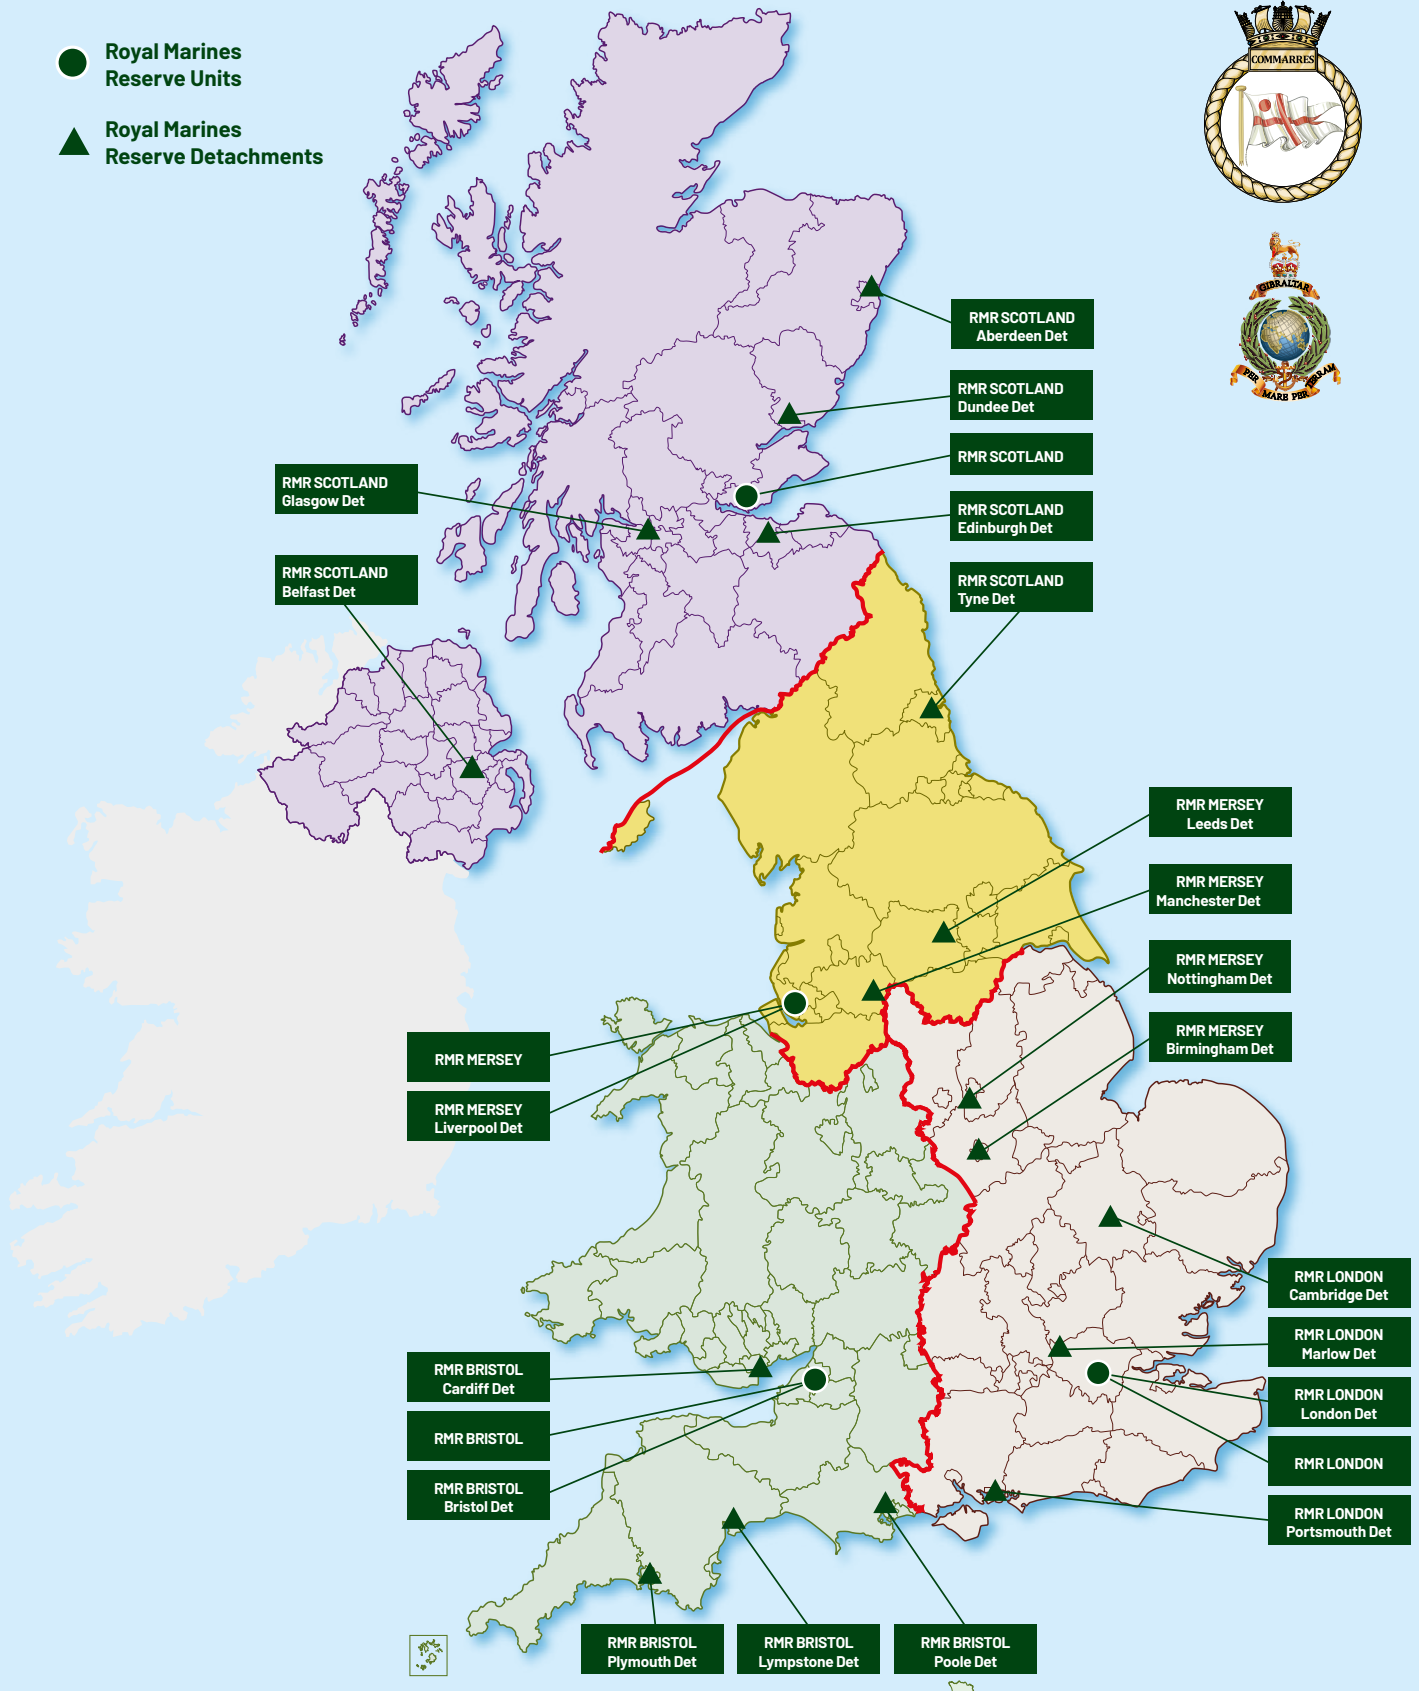 Royal Marines
Reserve Units
Royal Marines
Reserve Detachments
COMMARRES
GIBRALTAR
PER MARE PER TERRAM
RMR SCOTLAND
Aberdeen Det
RMR SCOTLAND
Dundee Det
RMR SCOTLAND
RMR SCOTLAND
Glasgow Det
RMR SCOTLAND
Edinburgh Det
RMR SCOTLAND
Belfast Det
RMR SCOTLAND
Tyne Det
RMR MERSEY
Leeds Det
RMR MERSEY
Manchester Det
RMR MERSEY
Nottingham Det
RMR MERSEY
Birmingham Det
RMR MERSEY
RMR MERSEY
Liverpool Det
RMR LONDON
Cambridge Det
RMR LONDON
Marlow Det
RMR LONDON
London Det
RMR LONDON
RMR LONDON
Portsmouth Det
RMR BRISTOL
Cardiff Det
RMR BRISTOL
RMR BRISTOL
Bristol Det
RMR BRISTOL
Plymouth Det
RMR BRISTOL
Lympstone Det
RMR BRISTOL
Poole Det